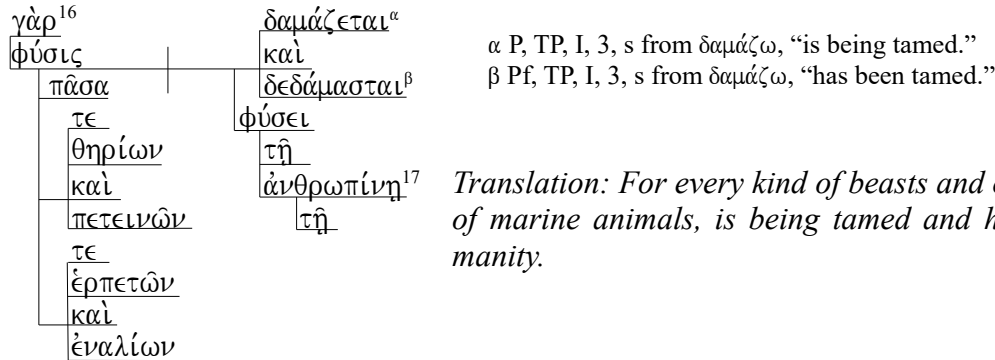 γὰρ16
φύσις
πᾶσα
τε
θηρίων
καὶ
πετεινῶν
τε
ἑρπετῶν
καὶ
ἐναλίων
δαμάζεταια
καὶ
δεδάμασταιβ
φύσει
τῇ
ἀνθρωπίνῃ17
τῇ
α P, TP, I, 3, s from δαμάζω, “is being tamed.”
β Pf, TP, I, 3, s from δαμάζω, “has been tamed.”
Translation: For every kind of beasts and
of marine animals, is being tamed and
manity.